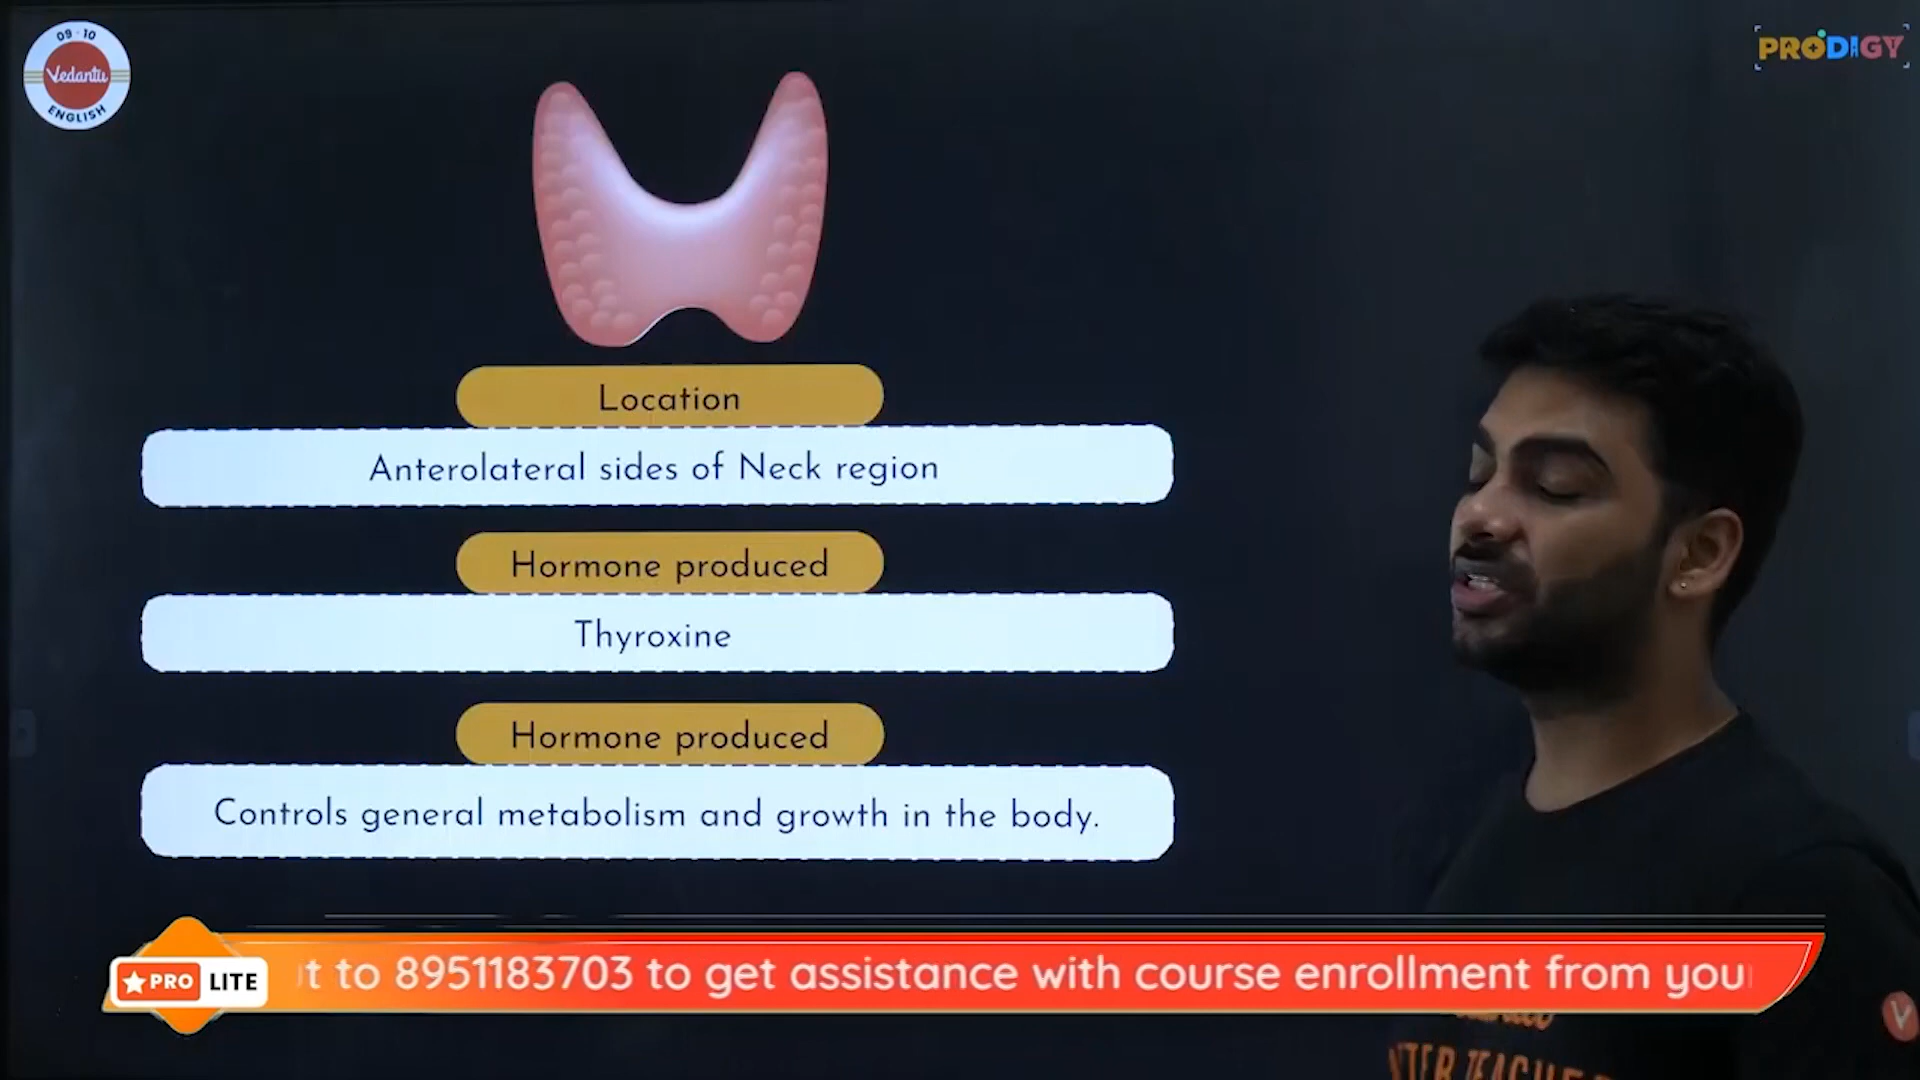 09-10
Vedantu
ENGLISH
PRODIGY
Location
Anterolateral sides of Neck region
Hormone produced
Thyroxine
Hormone produced
Controls general metabolism and growth in the body.
PRO LITE
to 8951183703 to get assistance with course enrollment from you
V